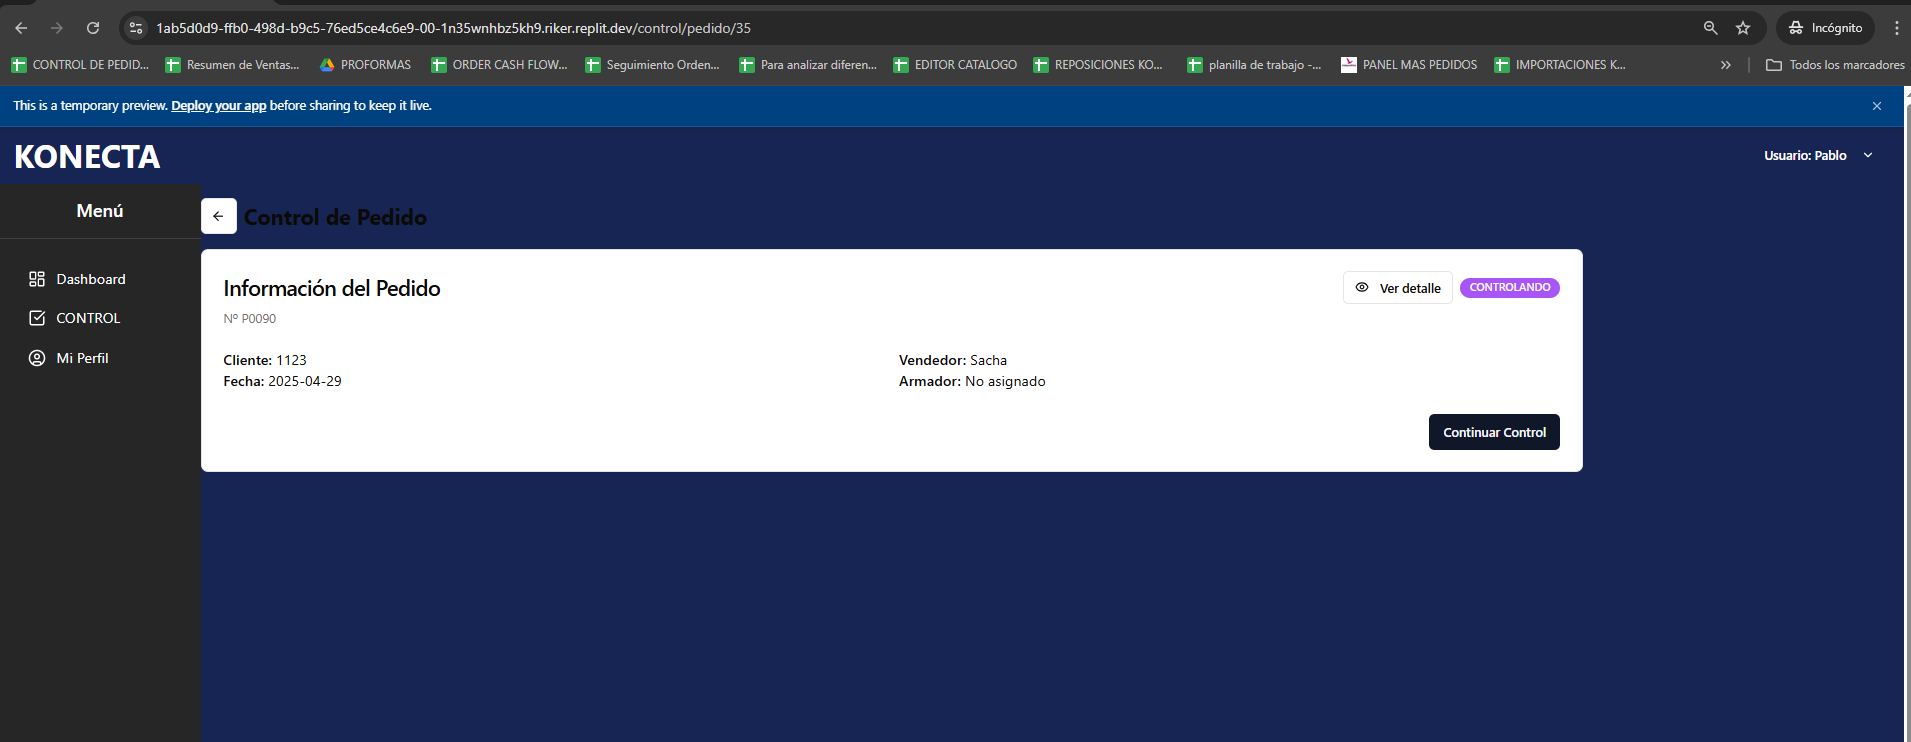 1ab5d0d9-ffb0-498d-b9c5-76ed5ce4c6e9-00-1n35wnhbz5kh9.riker.replit.dev/control/pedido/35
Incógnito
CONTROL DE PEDID... Resumen de Ventas... PROFORMAS ORDER CASH FLOW... Seguimiento Orden... Para analizar diferen... EDITOR CATALOGO REPOSICIONES KO... planilla de trabajo -... PANEL MAS PEDIDOS IMPORTACIONES K... » Todos los marcadores
This is a temporary preview. Deploy your app before sharing to keep it live.
KONECTA
Usuario: Pablo
Menú
Control de Pedido
Dashboard
CONTROL
Mi Perfil
Información del Pedido
Ver detalle
CONTROLANDO
Nº P0090
Cliente: 1123
Vendedor: Sacha
Fecha: 2025-04-29
Armador: No asignado
Continuar Control